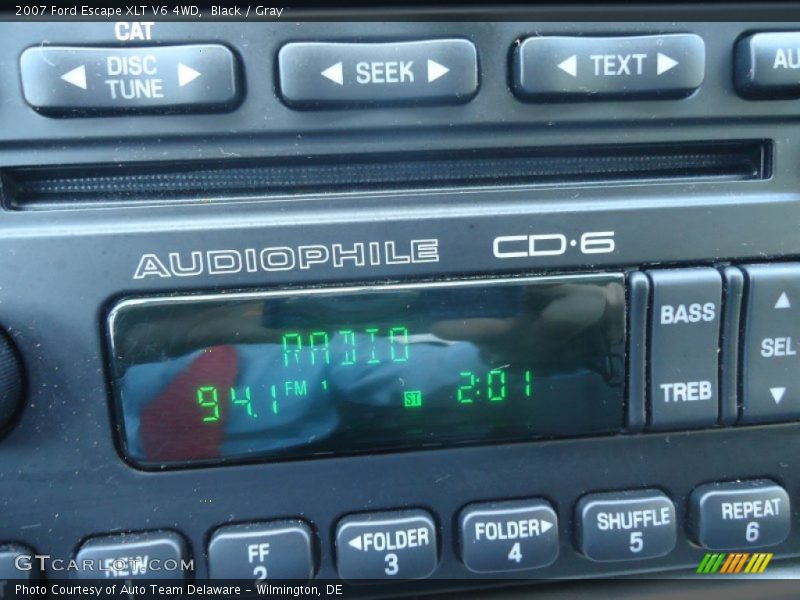 2007 Ford Escape XLT V6 4WD, Black / Gray
CAT
DISC TUNE
SEEK
TEXT
AU
AUDIOPHILE CD·6
RADIO
94.1 FM 1 ST 2:01
BASS
TREB
SEL
REW
FF 2
FOLDER 3
FOLDER 4
SHUFFLE 5
REPEAT 6
GTCARLOT.COM
Photo Courtesy of Auto Team Delaware - Wilmington, DE